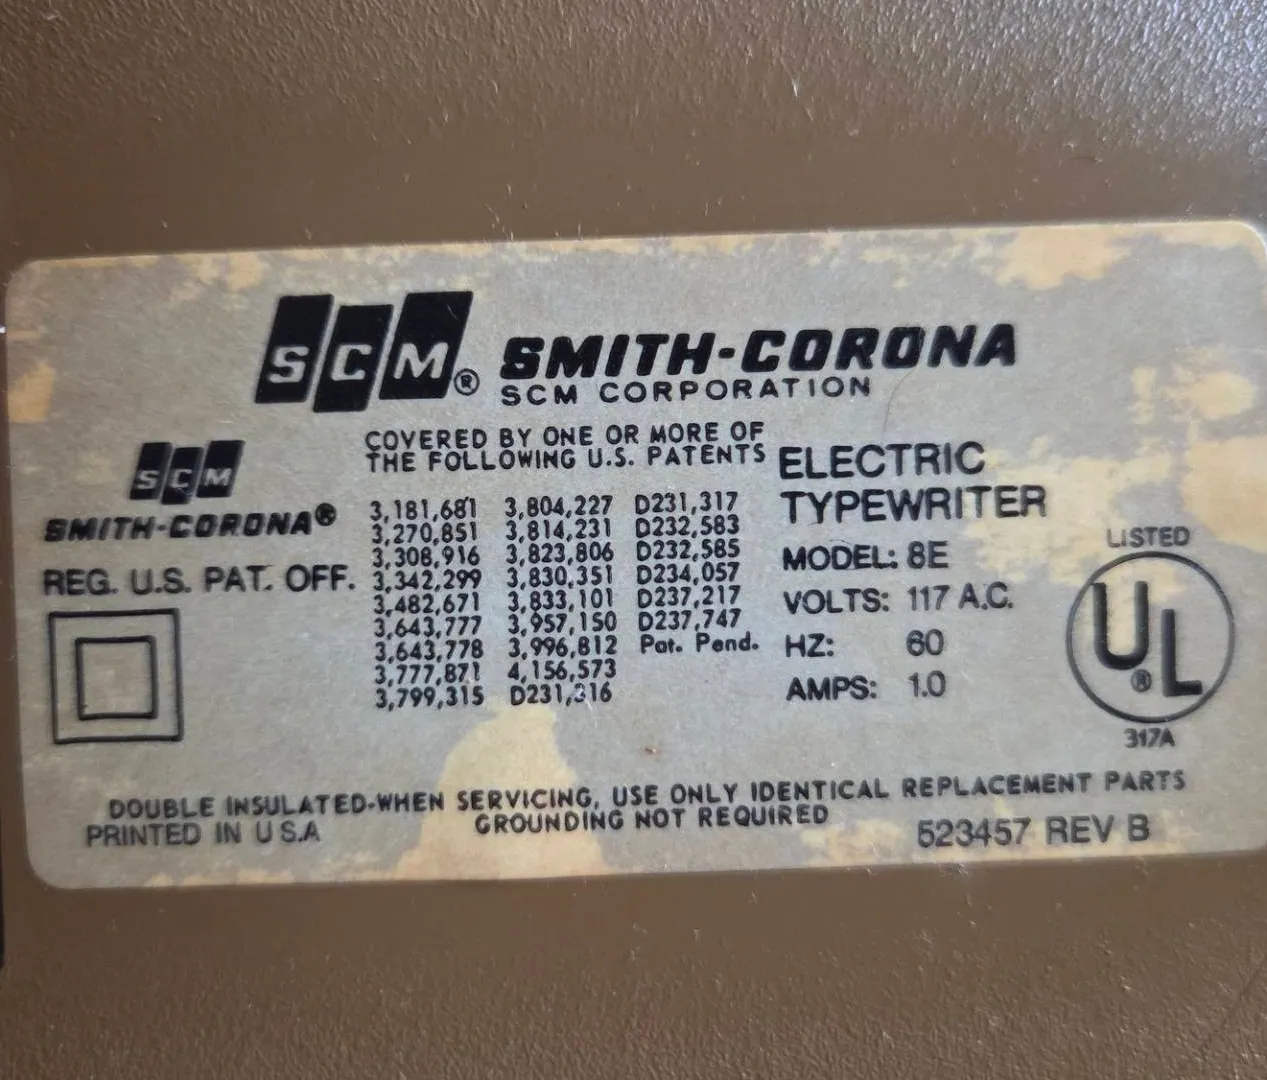 SCM® SMITH-CORONA
SCM CORPORATION
SCM
SMITH-CORONA®
REG. U.S. PAT. OFF.
COVERED BY ONE OR MORE OF
THE FOLLOWING U.S. PATENTS
3,181,681 3,804,227 D231,317
3,270,851 3,814,231 D232,583
3,308,916 3,823,806 D232,585
3,342,299 3,830,351 D234,057
3,482,671 3,833,101 D237,217
3,643,777 3,957,150 D237,747
3,643,778 3,996,812 Pat. Pend.
3,777,871 4,156,573
3,799,315 D231,316
ELECTRIC
TYPEWRITER
MODEL: 8E
VOLTS: 117 A.C.
HZ: 60
AMPS: 1.0
LISTED
UL®
317A
DOUBLE INSULATED-WHEN SERVICING, USE ONLY IDENTICAL REPLACEMENT PARTS
GROUNDING NOT REQUIRED
PRINTED IN U S.A
523457 REV B